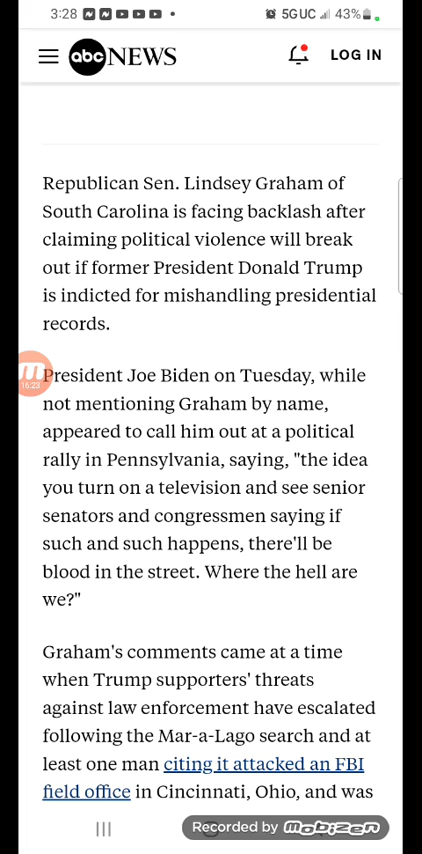 3:28 5GUC 43%
abc NEWS LOG IN
Republican Sen. Lindsey Graham of
South Carolina is facing backlash after
claiming political violence will break
out if former President Donald Trump
is indicted for mishandling presidential
records.
16:23
President Joe Biden on Tuesday, while
not mentioning Graham by name,
appeared to call him out at a political
rally in Pennsylvania, saying, "the idea
you turn on a television and see senior
senators and congressmen saying if
such and such happens, there'll be
blood in the street. Where the hell are
we?"
Graham's comments came at a time
when Trump supporters' threats
against law enforcement have escalated
following the Mar-a-Lago search and at
least one man citing it attacked an FBI
field office in Cincinnati, Ohio, and was
Recorded by mobizen